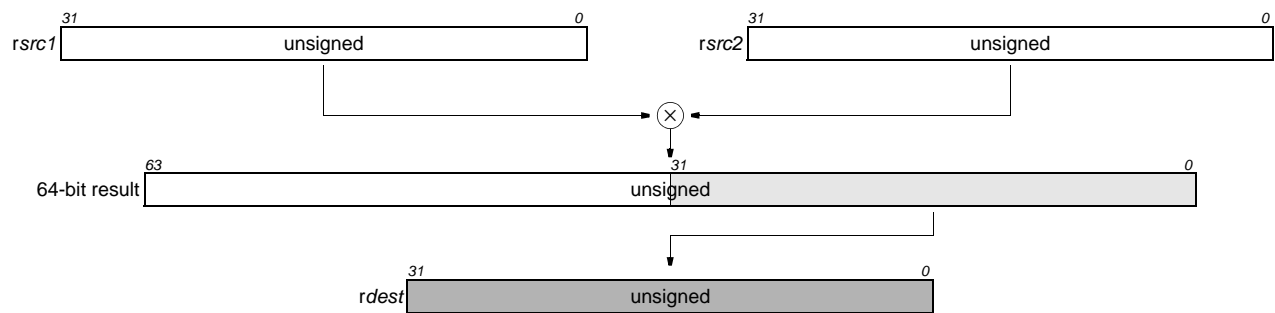 31 0 31 0
rsrc1 unsigned rsrc2 unsigned
×
63 31 0
64-bit result unsigned
31 0
rdest unsigned